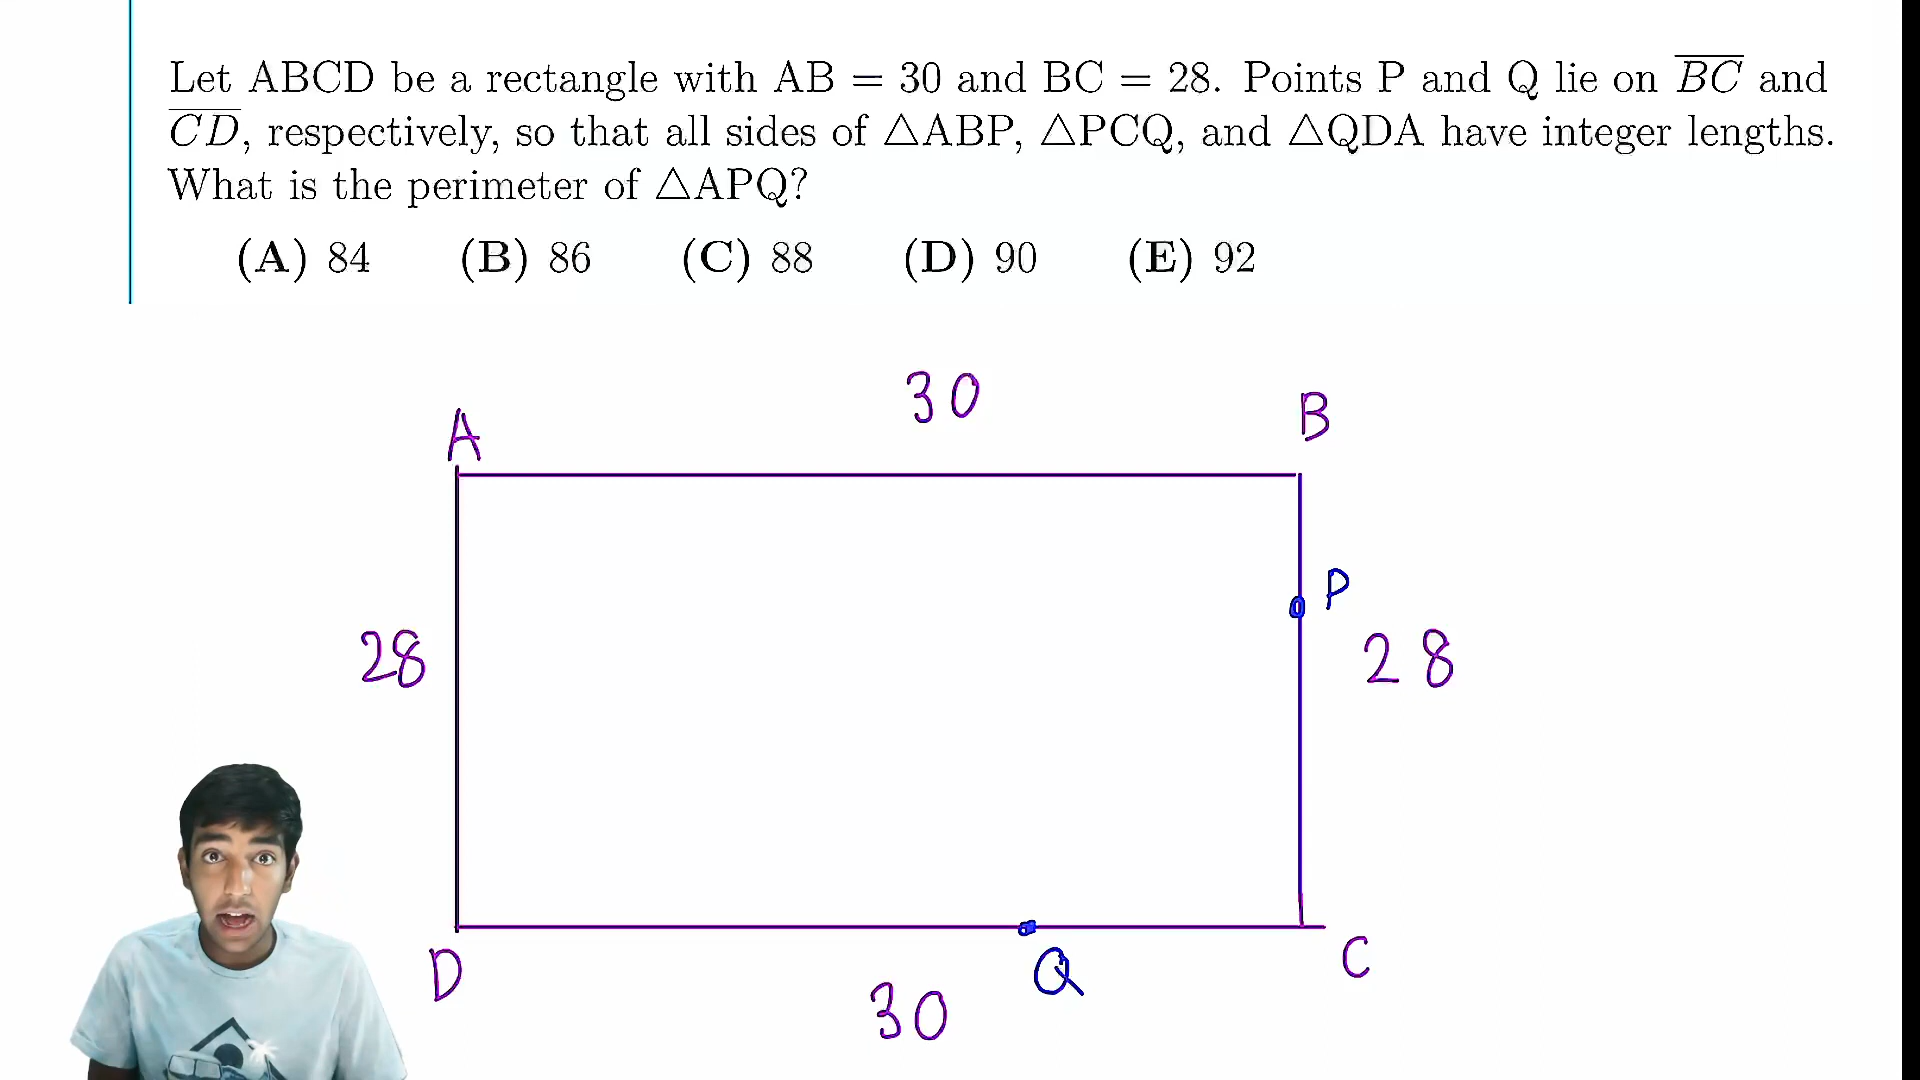 Let ABCD be a rectangle with AB = 30 and BC = 28. Points P and Q lie on BC and
CD, respectively, so that all sides of △ABP, △PCQ, and △QDA have integer lengths.
What is the perimeter of △APQ?
(A) 84 (B) 86 (C) 88 (D) 90 (E) 92
30
A B
P
28 28
D Q C
30